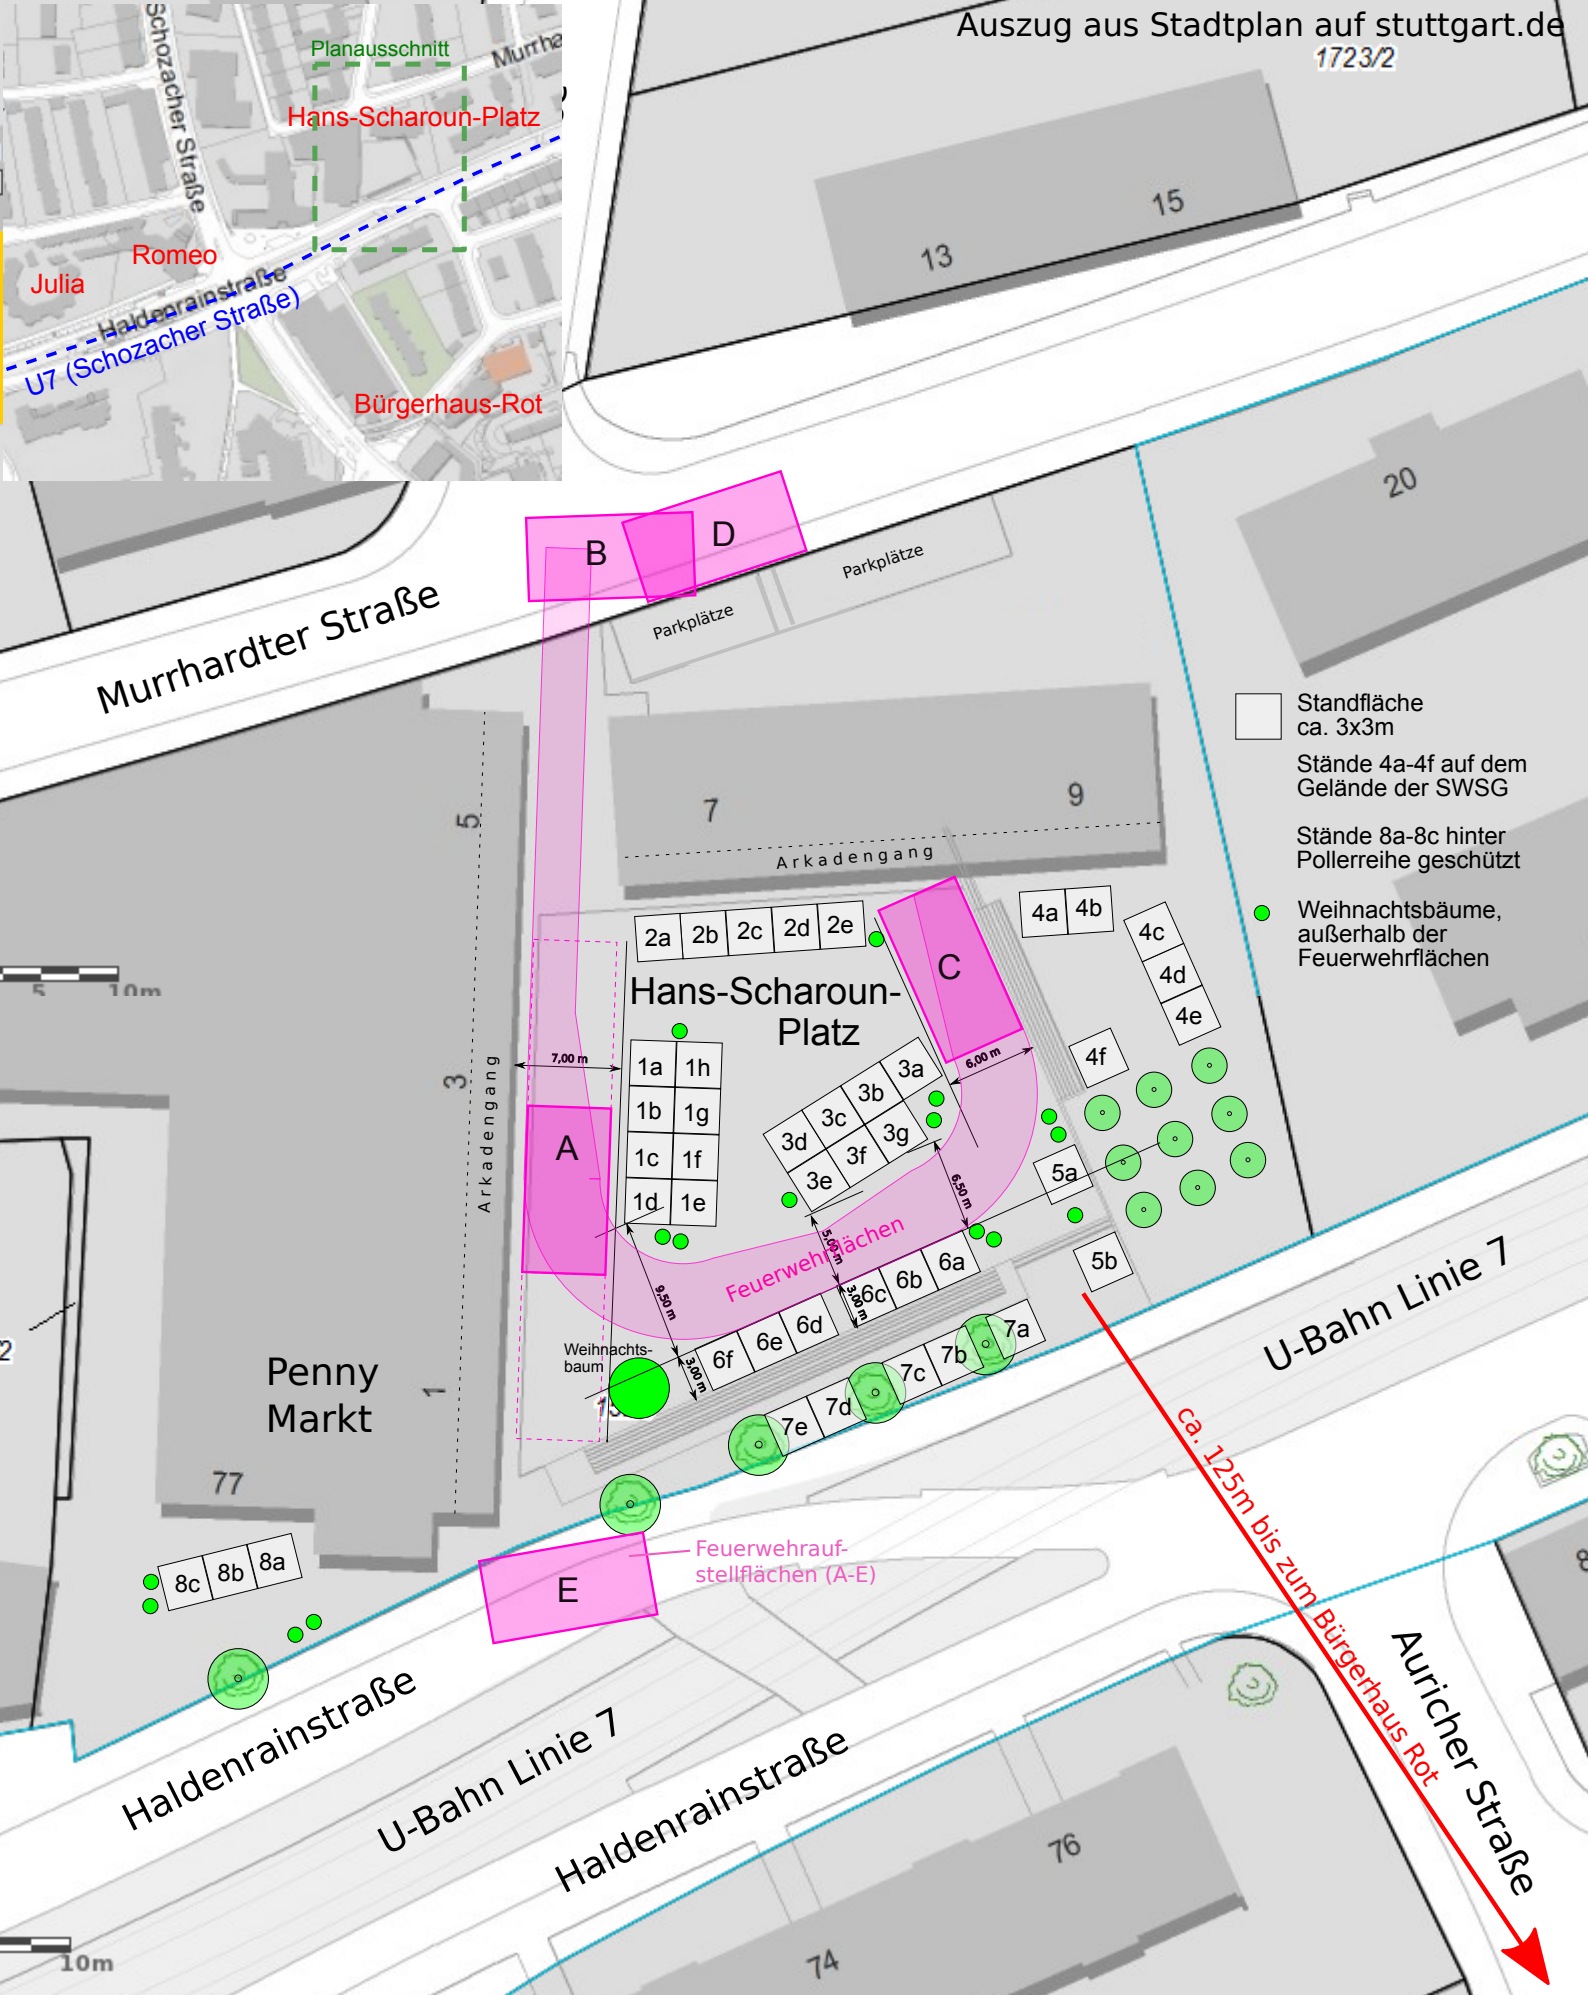 Auszug aus Stadtplan auf stuttgart.de
1723/2
Schozacher Straße
Planausschnitt
Hans-Scharoun-Platz
Schozacher Straße
Romeo
Julia
Haldenrainstraße
U7 (Schozacher Straße)
Bürgerhaus-Rot
13
15
20
B
D
Parkplätze
Parkplätze
Murrhardter Straße
Standfläche
ca. 3x3m
Stände 4a-4f auf dem
Gelände der SWSG
Stände 8a-8c hinter
Pollerreihe geschützt
Weihnachtsbäume,
außerhalb der
Feuerwehrflächen
5
7
9
Arkadengang
2a
2b
2c
2d
2e
4a
4b
4c
4d
4e
4f
C
Hans-Scharoun-
Platz
5
10m
7,00 m
6,00 m
1a
1h
1b
1g
1c
1f
1d
1e
3a
3b
3c
3d
3e
3f
3g
3
Arkadengang
A
5a
5b
6,50 m
5,00 m
Feuerwehrflächen
9,50 m
3,00 m
3,00 m
6a
6b
6c
6d
6e
6f
Weihnachts-
baum
7a
7b
7c
7d
7e
U-Bahn Linie 7
Penny
Markt
1
77
8c
8b
8a
E
Feuerwehrauf-
stellflächen (A-E)
ca. 125m bis zum Bürgerhaus Rot
Auricher Straße
Haldenrainstraße
U-Bahn Linie 7
Haldenrainstraße
76
74
10m